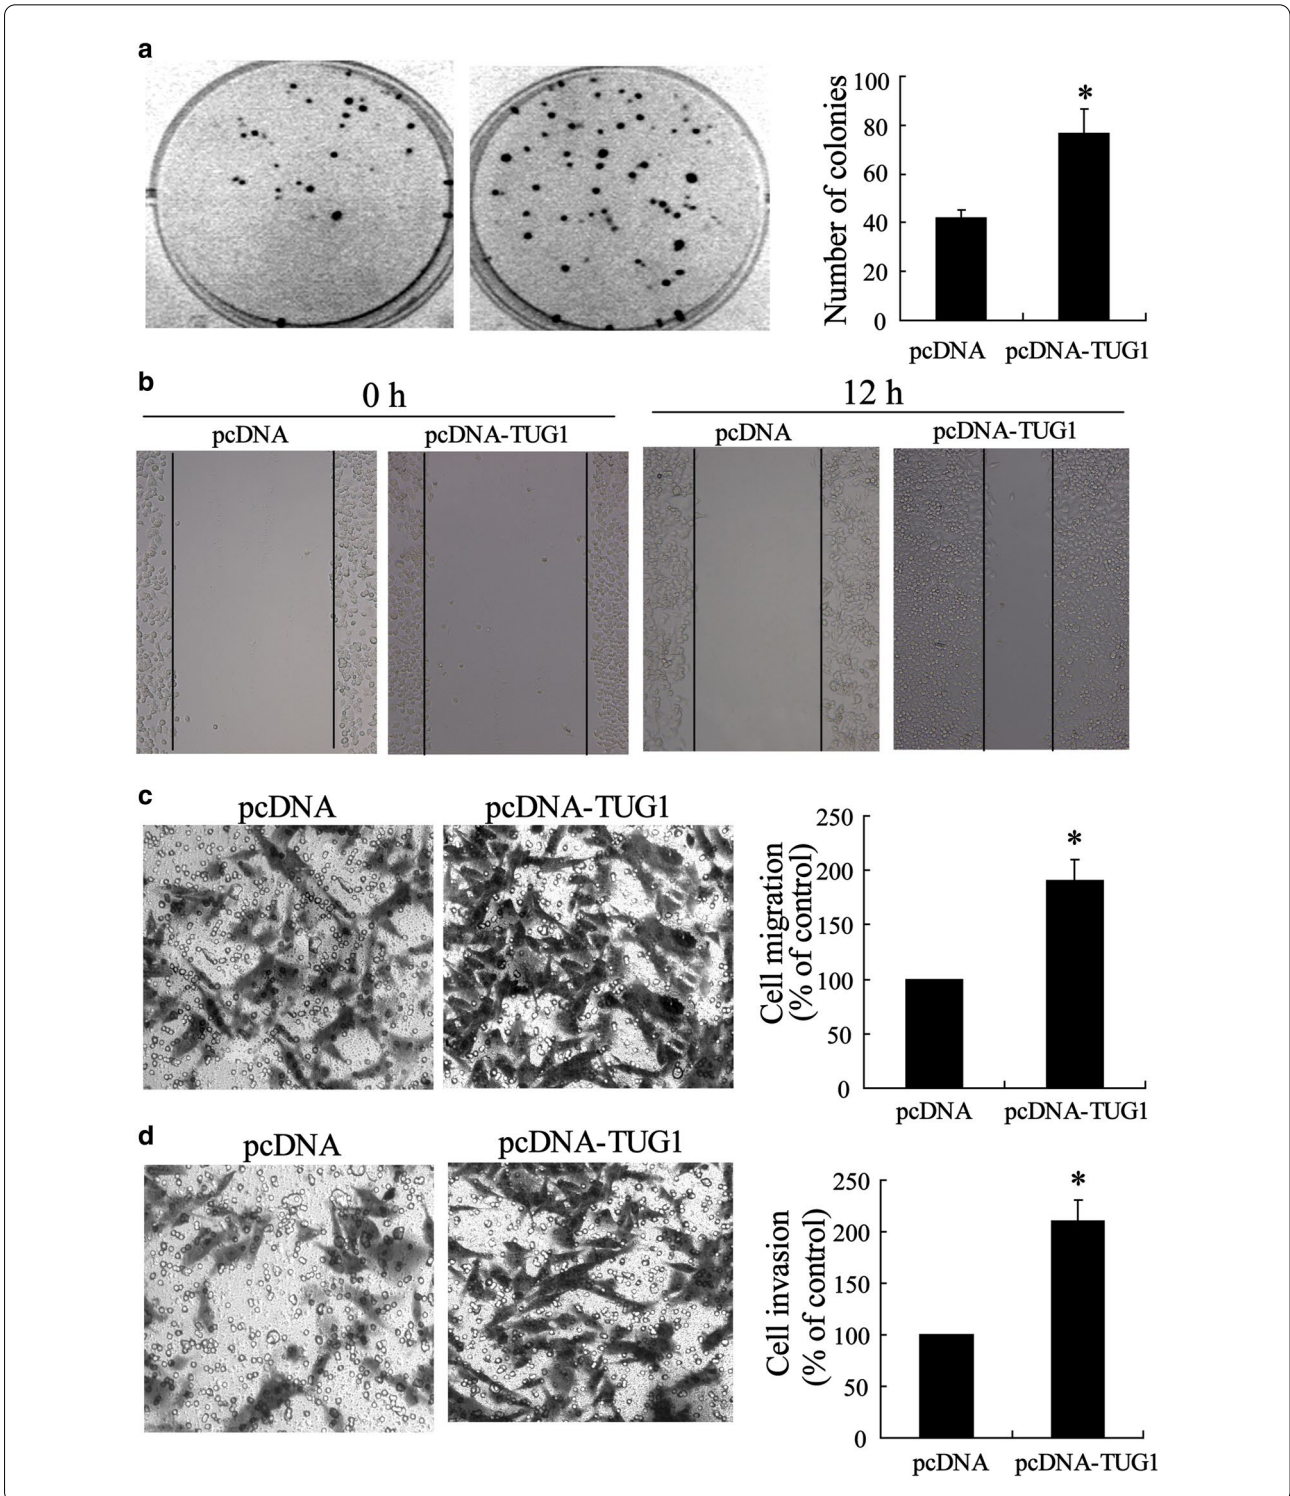 a
Number of colonies
100
80
60
40
20
0
*
pcDNA pcDNA-TUG1
b
0 h 12 h
pcDNA pcDNA-TUG1 pcDNA pcDNA-TUG1
c
pcDNA pcDNA-TUG1
Cell migration
(% of control)
250
200
150
100
50
0
*
pcDNA pcDNA-TUG1
d
pcDNA pcDNA-TUG1
Cell invasion
(% of control)
250
200
150
100
50
0
*
pcDNA pcDNA-TUG1